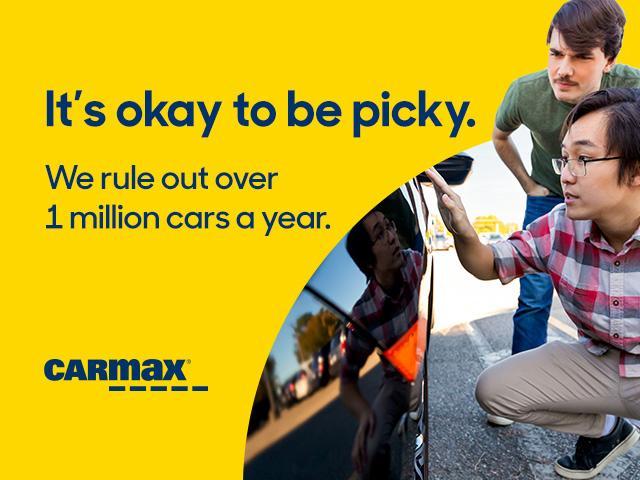 It's okay to be picky.
We rule out over
1 million cars a year.
CARMAX®